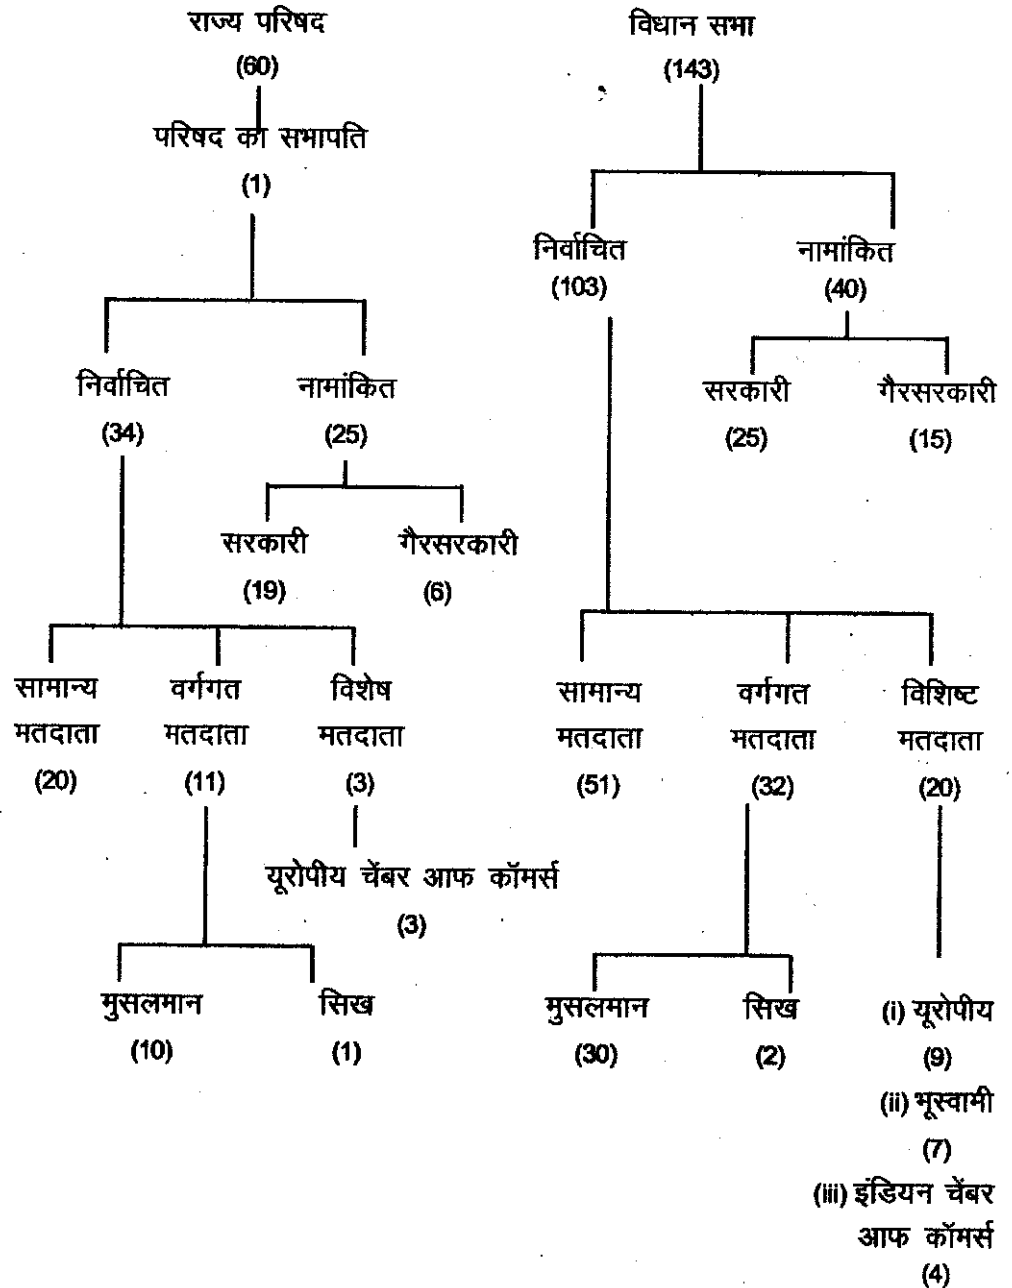 राज्य परिषद
(60)
परिषद का सभापति
(1)
निर्वाचित
(34)
नामांकित
(25)
सरकारी
(19)
गैरसरकारी
(6)
सामान्य
मतदाता
(20)
वर्गगत
मतदाता
(11)
विशेष
मतदाता
(3)
यूरोपीय चेंबर आफ कॉमर्स
(3)
मुसलमान
(10)
सिख
(1)
विधान सभा
(143)
निर्वाचित
(103)
नामांकित
(40)
सरकारी
(25)
गैरसरकारी
(15)
सामान्य
मतदाता
(51)
वर्गगत
मतदाता
(32)
विशिष्ट
मतदाता
(20)
मुसलमान
(30)
सिख
(2)
(i) यूरोपीय
(9)
(ii) भूस्वामी
(7)
(iii) इंडियन चेंबर
आफ कॉमर्स
(4)